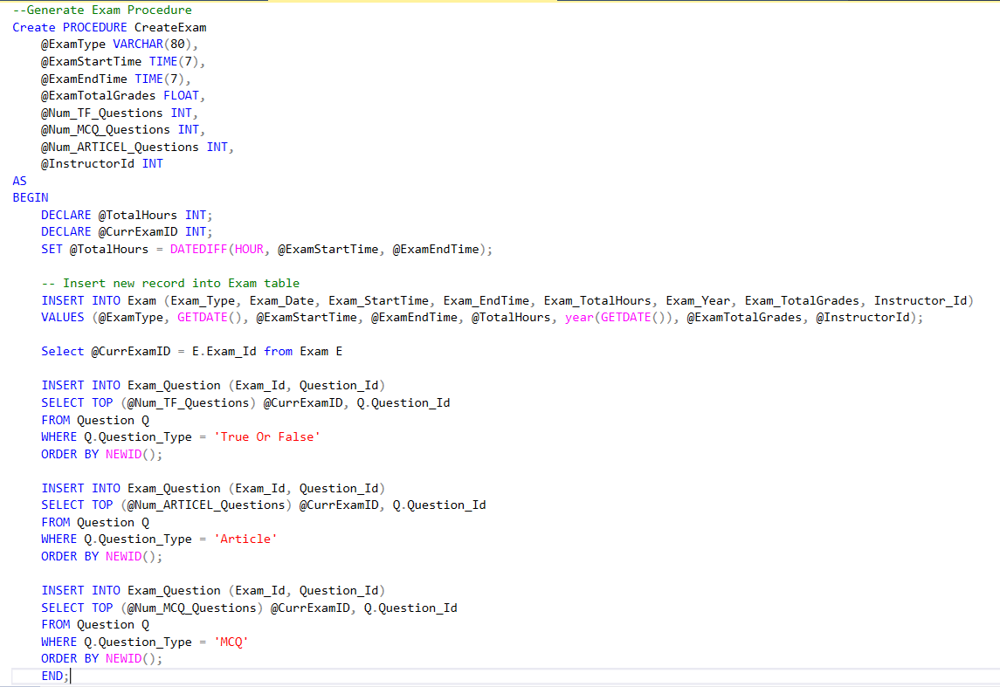 --Generate Exam Procedure
Create PROCEDURE CreateExam
@ExamType VARCHAR(80),
@ExamStartTime TIME(7),
@ExamEndTime TIME(7),
@ExamTotalGrades FLOAT,
@Num_TF_Questions INT,
@Num_MCQ_Questions INT,
@Num_ARTICEL_Questions INT,
@InstructorId INT
AS
BEGIN
DECLARE @TotalHours INT;
DECLARE @CurrExamID INT;
SET @TotalHours = DATEDIFF(HOUR, @ExamStartTime, @ExamEndTime);
-- Insert new record into Exam table
INSERT INTO Exam (Exam_Type, Exam_Date, Exam_StartTime, Exam_EndTime, Exam_TotalHours, Exam_Year, Exam_TotalGrades, Instructor_Id)
VALUES (@ExamType, GETDATE(), @ExamStartTime, @ExamEndTime, @TotalHours, year(GETDATE()), @ExamTotalGrades, @InstructorId);
Select @CurrExamID = E.Exam_Id from Exam E
INSERT INTO Exam_Question (Exam_Id, Question_Id)
SELECT TOP (@Num_TF_Questions) @CurrExamID, Q.Question_Id
FROM Question Q
WHERE Q.Question_Type = 'True Or False'
ORDER BY NEWID();
INSERT INTO Exam_Question (Exam_Id, Question_Id)
SELECT TOP (@Num_ARTICEL_Questions) @CurrExamID, Q.Question_Id
FROM Question Q
WHERE Q.Question_Type = 'Article'
ORDER BY NEWID();
INSERT INTO Exam_Question (Exam_Id, Question_Id)
SELECT TOP (@Num_MCQ_Questions) @CurrExamID, Q.Question_Id
FROM Question Q
WHERE Q.Question_Type = 'MCQ'
ORDER BY NEWID();
END;